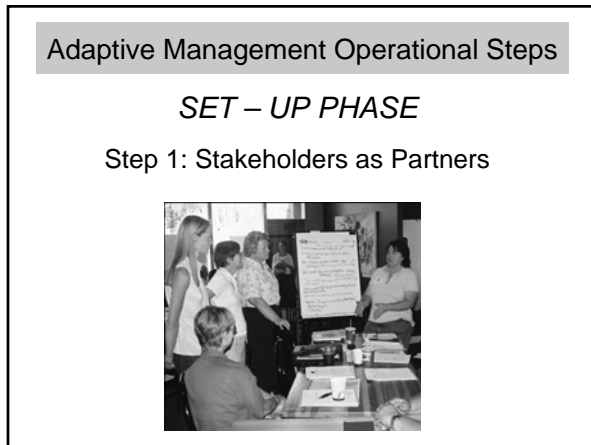 Adaptive Management Operational Steps
SET – UP PHASE
Step 1: Stakeholders as Partners